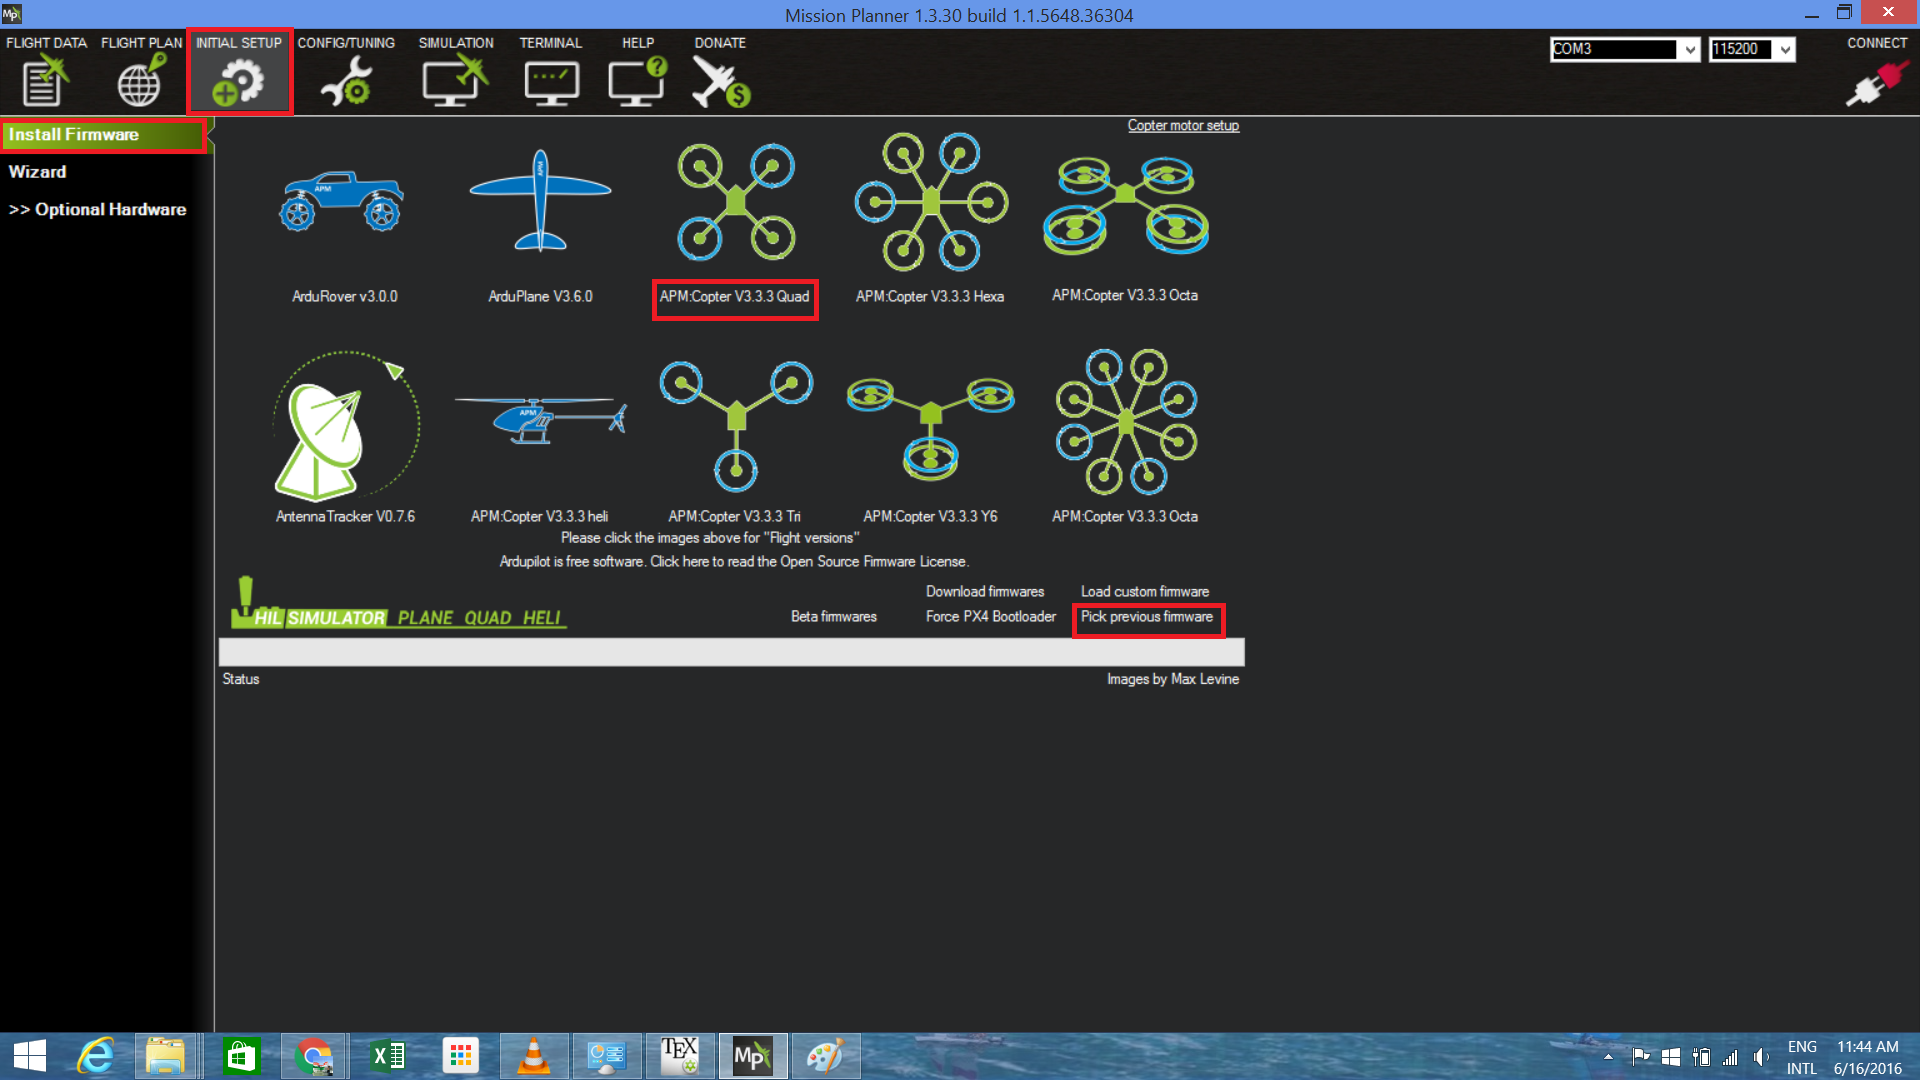 Mp
Mission Planner 1.3.30 build 1.1.5648.36304
FLIGHT DATA FLIGHT PLAN INITIAL SETUP CONFIG/TUNING SIMULATION TERMINAL HELP DONATE
COM3 115200 CONNECT
Install Firmware
Wizard
>> Optional Hardware
Copter motor setup
APM
APM
ArduRover v3.0.0 ArduPlane V3.6.0 APM:Copter V3.3.3 Quad APM:Copter V3.3.3 Hexa APM:Copter V3.3.3 Octa
APM
AntennaTracker V0.7.6 APM:Copter V3.3.3 heli APM:Copter V3.3.3 Tri APM:Copter V3.3.3 Y6 APM:Copter V3.3.3 Octa
Please click the images above for "Flight versions"
Ardupilot is free software. Click here to read the Open Source Firmware License.
Download firmwares Load custom firmware
HIL SIMULATOR PLANE QUAD HELI
Beta firmwares Force PX4 Bootloader Pick previous firmware
Status Images by Max Levine
TEX
Mp
ENG 11:44 AM
INTL 6/16/2016